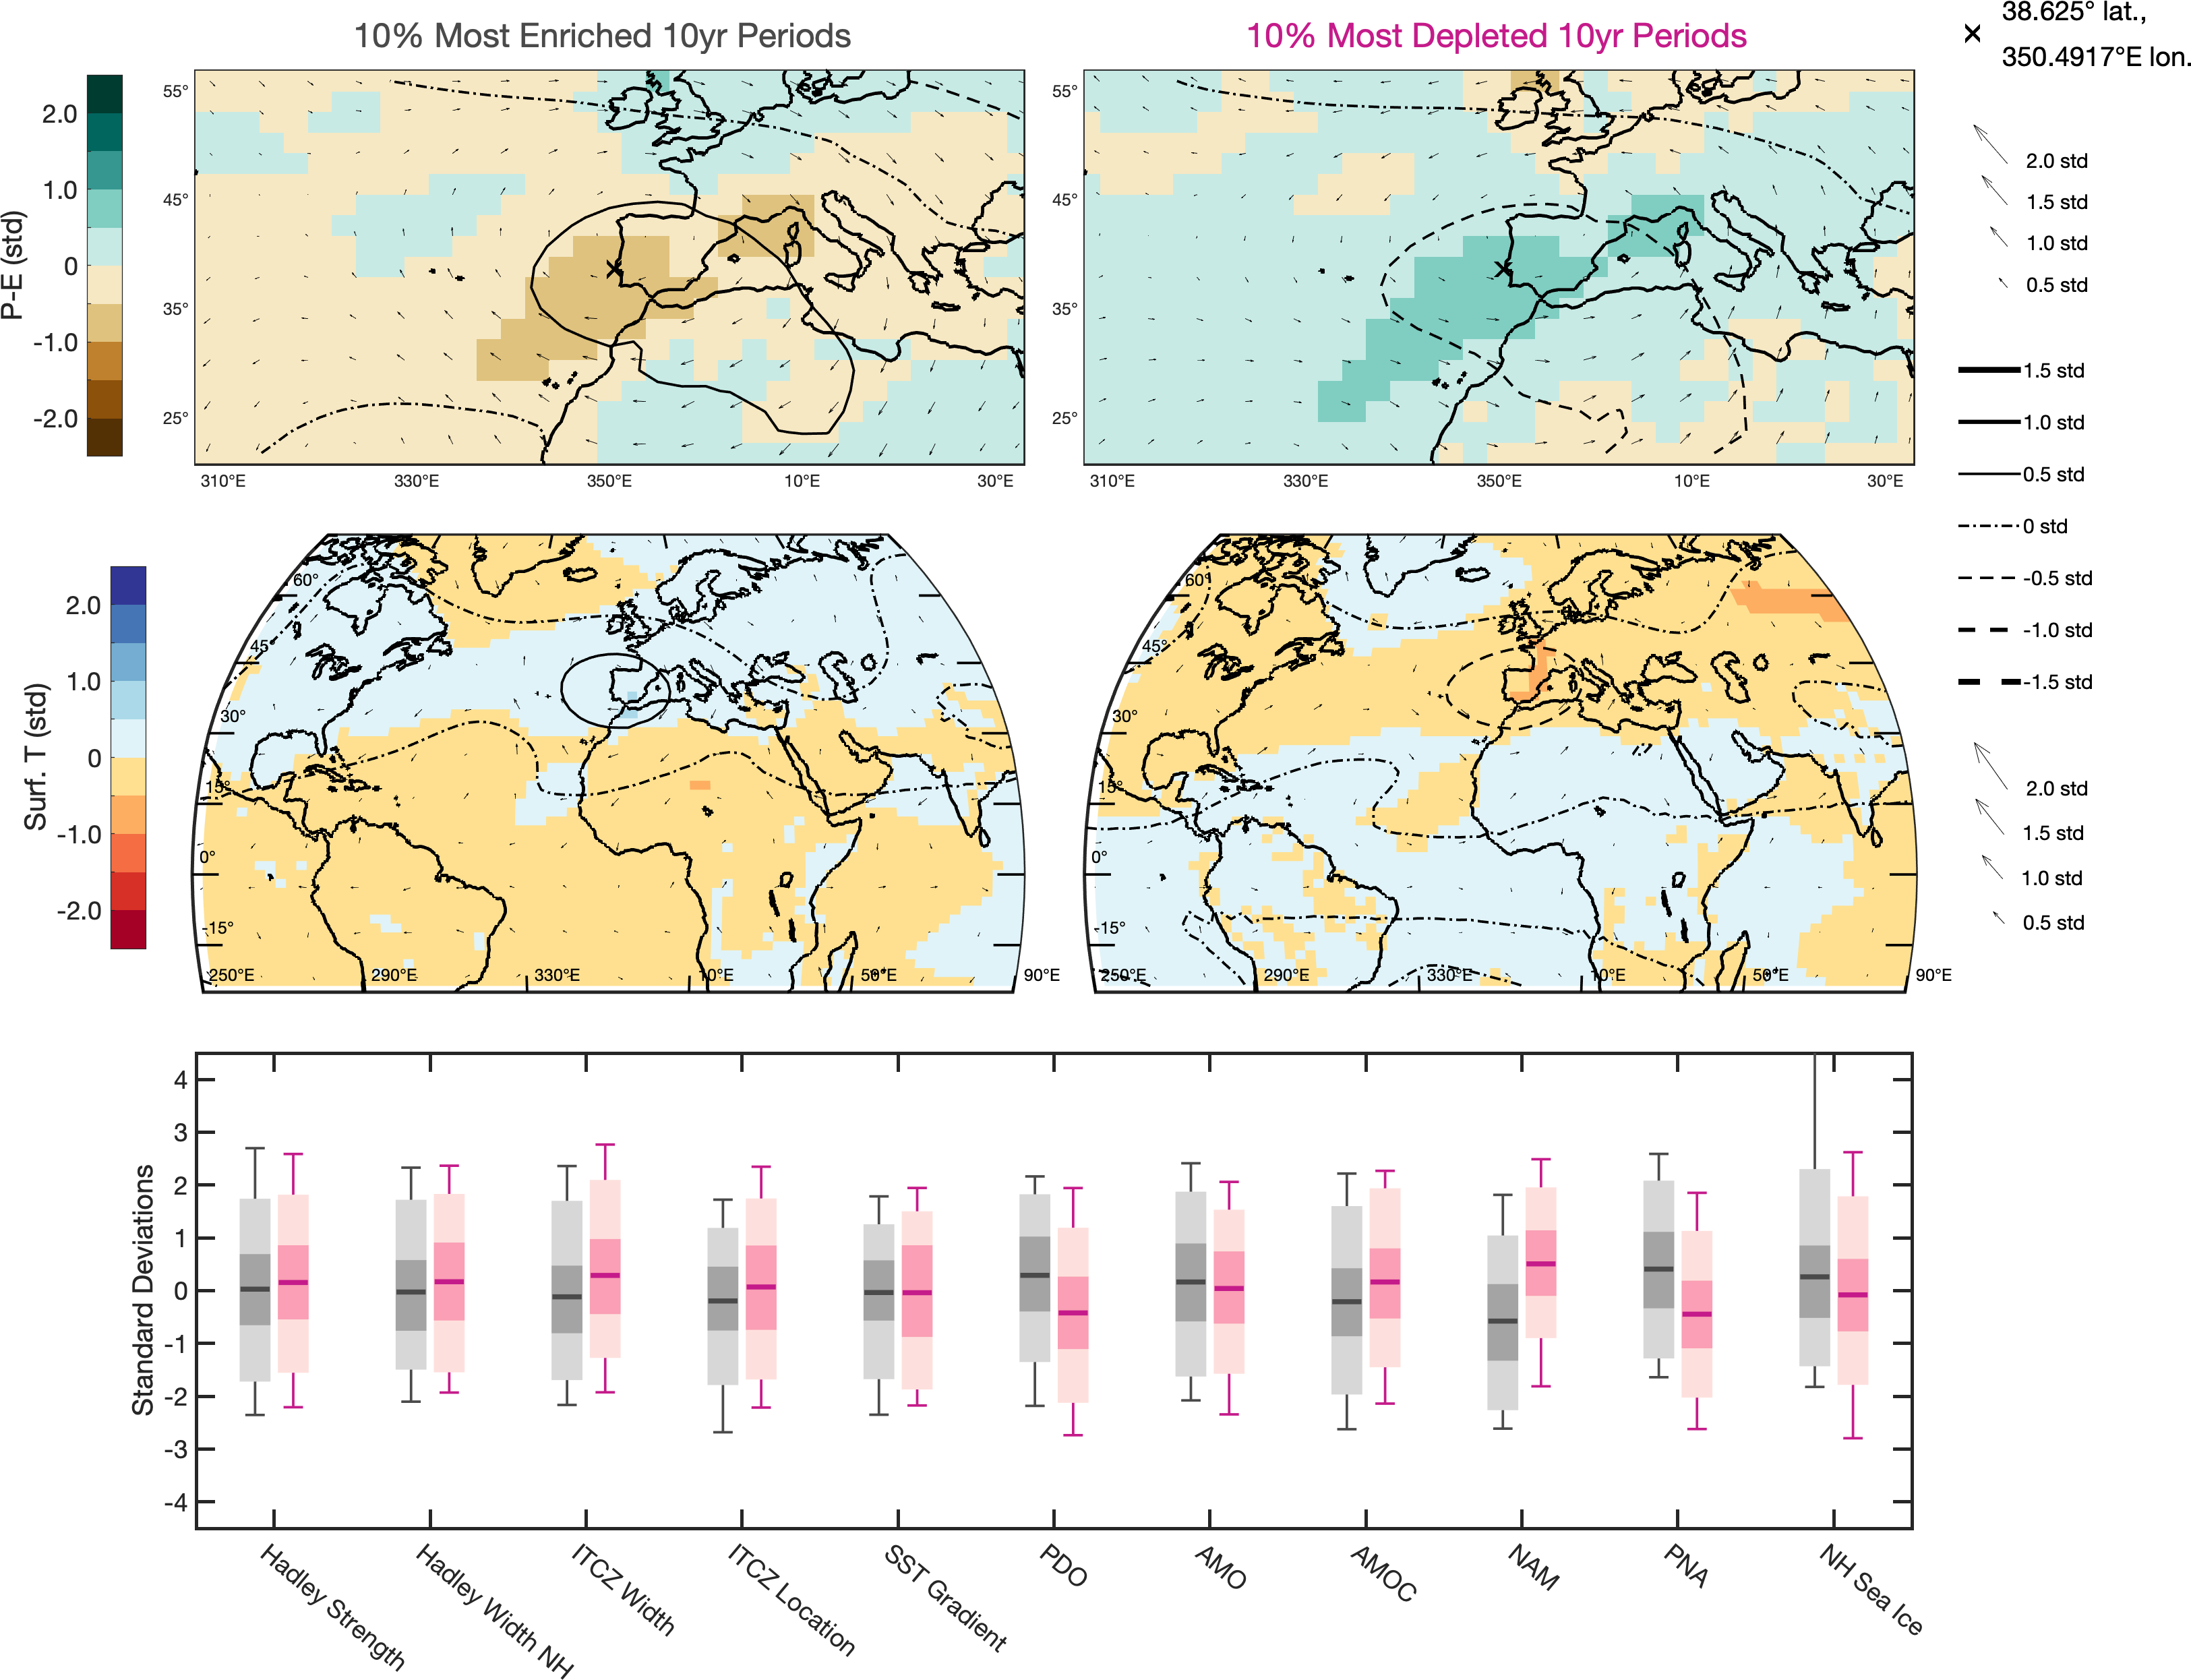 10% Most Enriched 10yr Periods
10% Most Depleted 10yr Periods
38.625° lat.,
350.4917°E lon.
P-E (std)
2.0
1.0
0
-1.0
-2.0
55°
45°
35°
25°
310°E 330°E 350°E 10°E 30°E
55°
45°
35°
25°
310°E 330°E 350°E 10°E 30°E
2.0 std
1.5 std
1.0 std
0.5 std
1.5 std
1.0 std
0.5 std
0 std
-0.5 std
-1.0 std
-1.5 std
2.0 std
1.5 std
1.0 std
0.5 std
Surf. T (std)
2.0
1.0
0
-1.0
-2.0
60°
45°
30°
15°
0°
-15°
250°E 290°E 330°E 10°E 50°E 90°E
60°
45°
30°
15°
0°
-15°
250°E 290°E 330°E 10°E 50°E 90°E
Standard Deviations
4
3
2
1
0
-1
-2
-3
-4
Hadley Strength
Hadley Width NH
ITCZ Width
ITCZ Location
SST Gradient
PDO
AMO
AMOC
NAM
PNA
NH Sea Ice